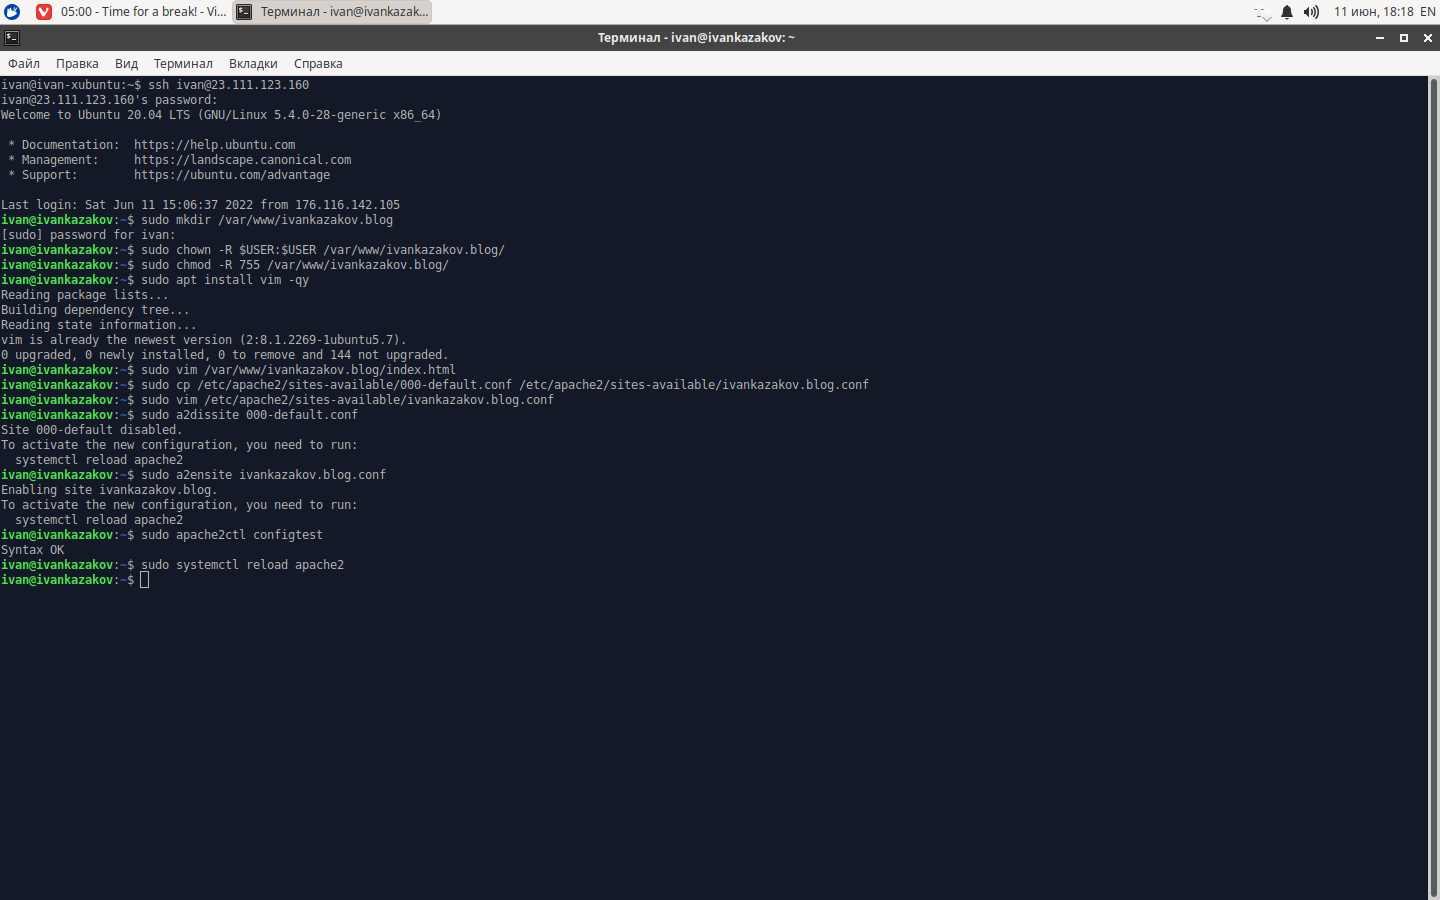 05:00 - Time for a break! - Vi...
Терминал - ivan@ivankazak...
11 июн, 18:18 EN
Терминал - ivan@ivankazakov: ~
Файл Правка Вид Терминал Вкладки Справка
ivan@ivan-xubuntu:~$ ssh ivan@23.111.123.160
ivan@23.111.123.160's password:
Welcome to Ubuntu 20.04 LTS (GNU/Linux 5.4.0-28-generic x86_64)
* Documentation:  https://help.ubuntu.com
* Management:     https://landscape.canonical.com
* Support:        https://ubuntu.com/advantage
Last login: Sat Jun 11 15:06:37 2022 from 176.116.142.105
ivan@ivankazakov:~$ sudo mkdir /var/www/ivankazakov.blog
[sudo] password for ivan:
ivan@ivankazakov:~$ sudo chown -R $USER:$USER /var/www/ivankazakov.blog/
ivan@ivankazakov:~$ sudo chmod -R 755 /var/www/ivankazakov.blog/
ivan@ivankazakov:~$ sudo apt install vim -qy
Reading package lists...
Building dependency tree...
Reading state information...
vim is already the newest version (2:8.1.2269-1ubuntu5.7).
0 upgraded, 0 newly installed, 0 to remove and 144 not upgraded.
ivan@ivankazakov:~$ sudo vim /var/www/ivankazakov.blog/index.html
ivan@ivankazakov:~$ sudo cp /etc/apache2/sites-available/000-default.conf /etc/apache2/sites-available/ivankazakov.blog.conf
ivan@ivankazakov:~$ sudo vim /etc/apache2/sites-available/ivankazakov.blog.conf
ivan@ivankazakov:~$ sudo a2dissite 000-default.conf
Site 000-default disabled.
To activate the new configuration, you need to run:
  systemctl reload apache2
ivan@ivankazakov:~$ sudo a2ensite ivankazakov.blog.conf
Enabling site ivankazakov.blog.
To activate the new configuration, you need to run:
  systemctl reload apache2
ivan@ivankazakov:~$ sudo apache2ctl configtest
Syntax OK
ivan@ivankazakov:~$ sudo systemctl reload apache2
ivan@ivankazakov:~$